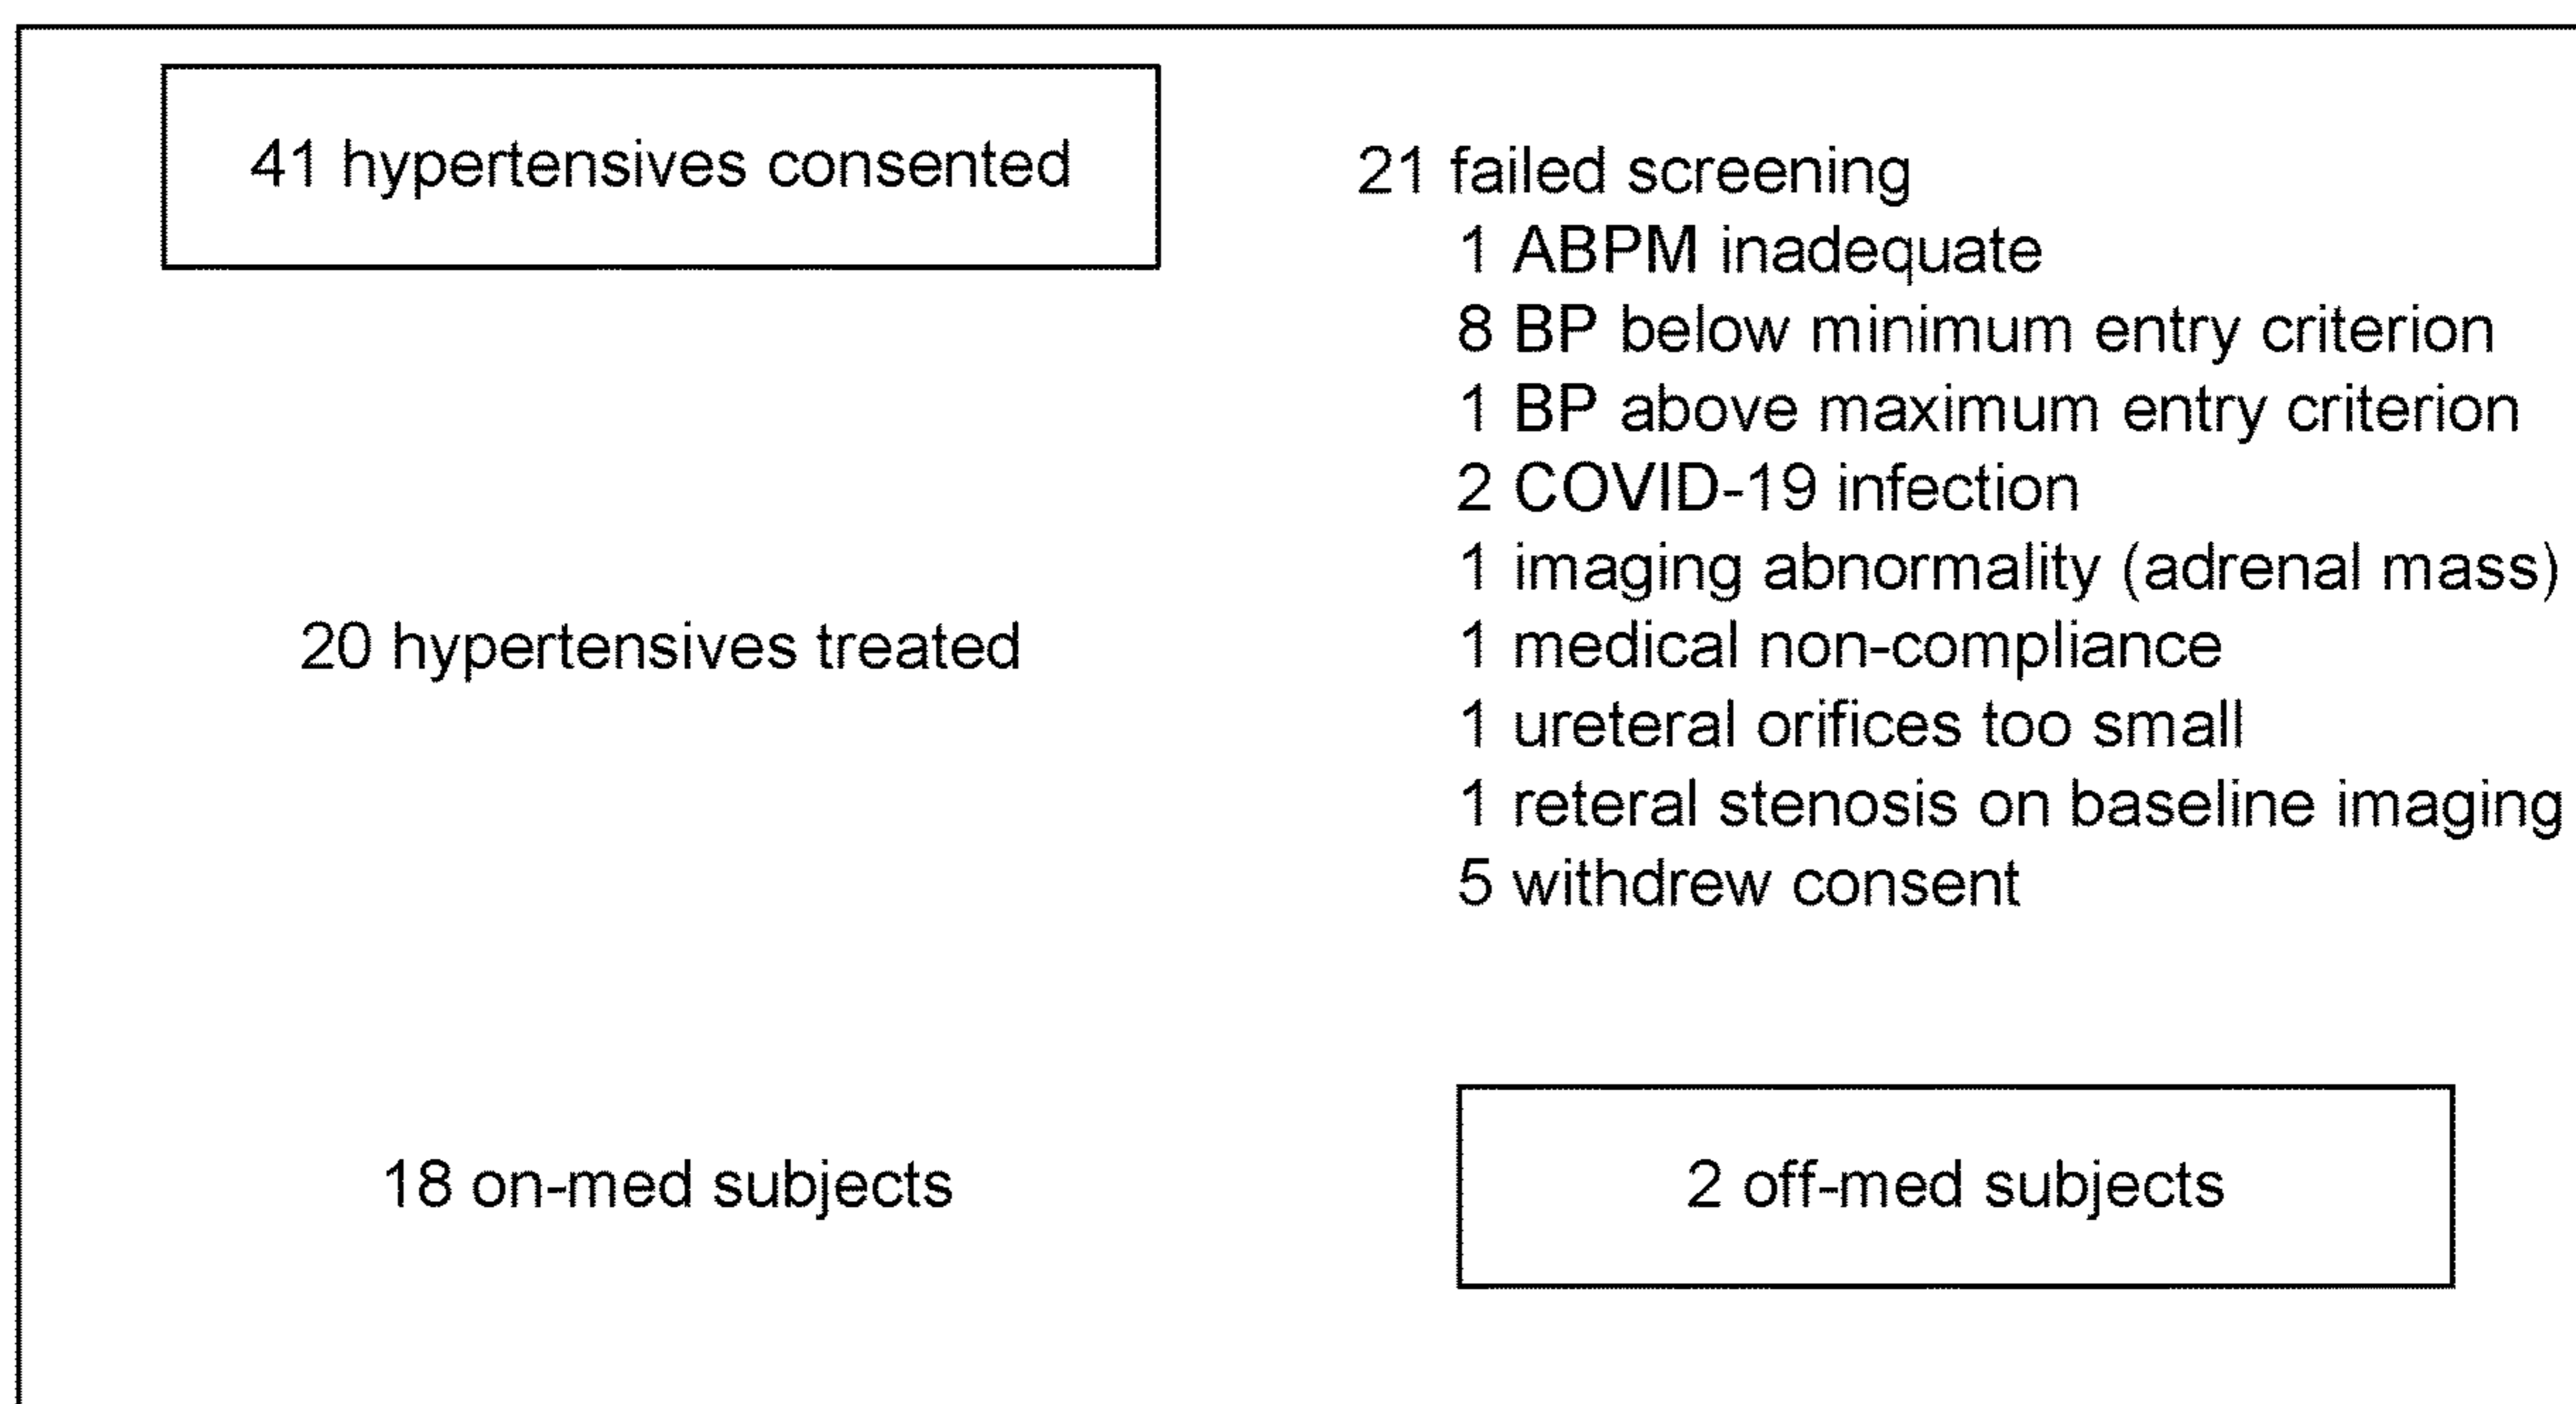 41 hypertensives consented
21 failed screening
1 ABPM inadequate
8 BP below minimum entry criterion
1 BP above maximum entry criterion
2 COVID-19 infection
1 imaging abnormality (adrenal mass)
1 medical non-compliance
1 ureteral orifices too small
1 reteral stenosis on baseline imaging
5 withdrew consent
20 hypertensives treated
18 on-med subjects
2 off-med subjects